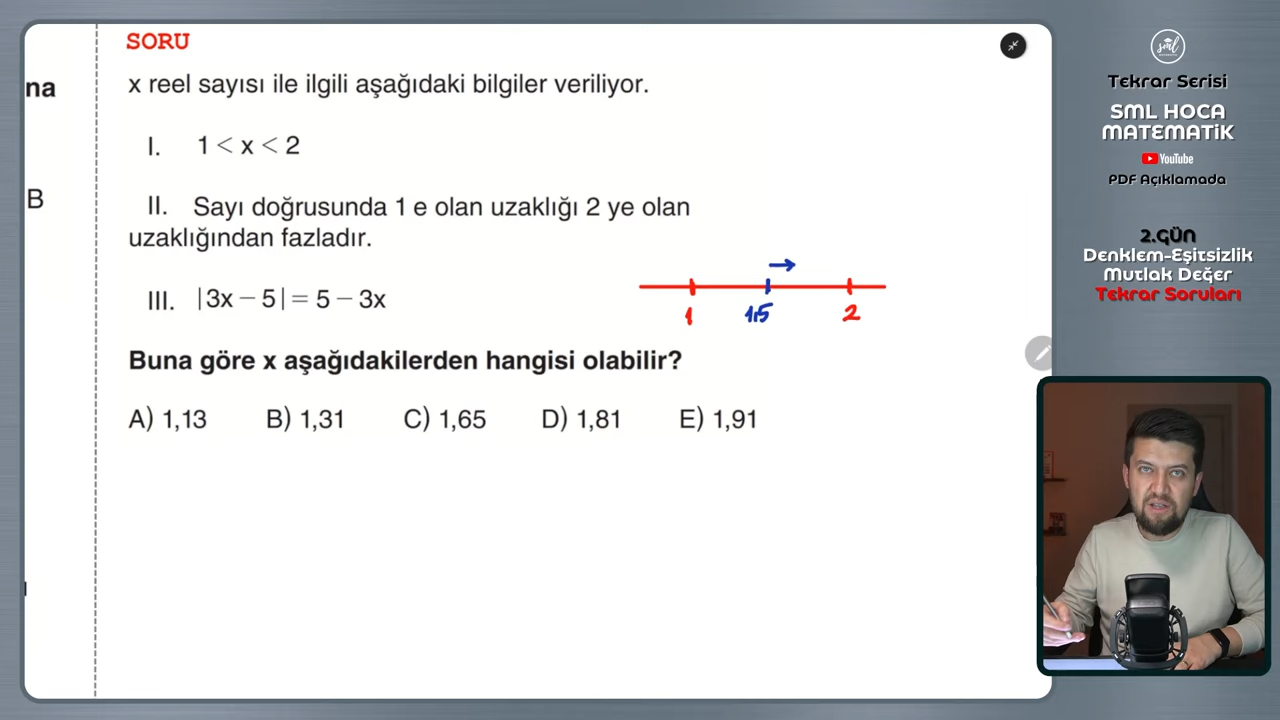 SORU
na
x reel sayısı ile ilgili aşağıdaki bilgiler veriliyor.
I. 1 < x < 2
B
II. Sayı doğrusunda 1 e olan uzaklığı 2 ye olan
uzaklığından fazladır.
III. |3x − 5| = 5 − 3x
1 1,5 2
Buna göre x aşağıdakilerden hangisi olabilir?
A) 1,13 B) 1,31 C) 1,65 D) 1,81 E) 1,91
sml
Tekrar Serisi
SML HOCA
MATEMATİK
YouTube
PDF Açıklamada
2.GÜN
Denklem-Eşitsizlik
Mutlak Değer
Tekrar Soruları